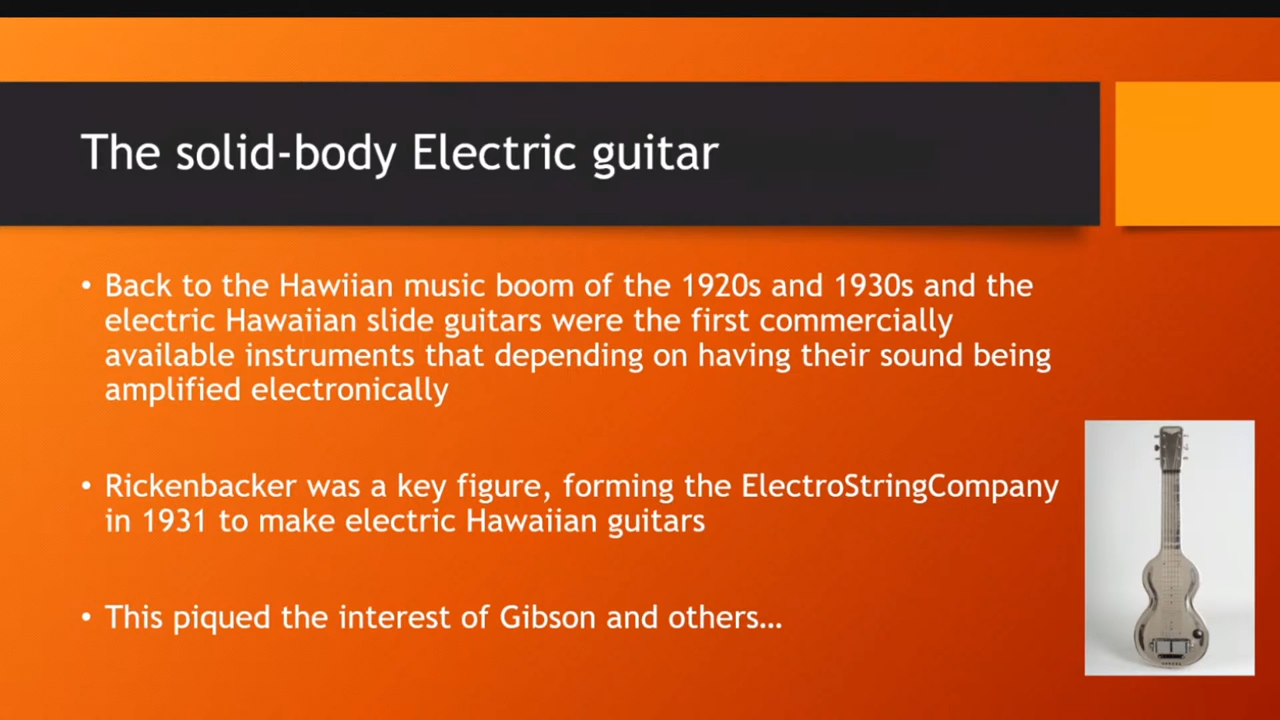 The solid-body Electric guitar
• Back to the Hawiian music boom of the 1920s and 1930s and the
electric Hawaiian slide guitars were the first commercially
available instruments that depending on having their sound being
amplified electronically
• Rickenbacker was a key figure, forming the ElectroStringCompany
in 1931 to make electric Hawaiian guitars
• This piqued the interest of Gibson and others…